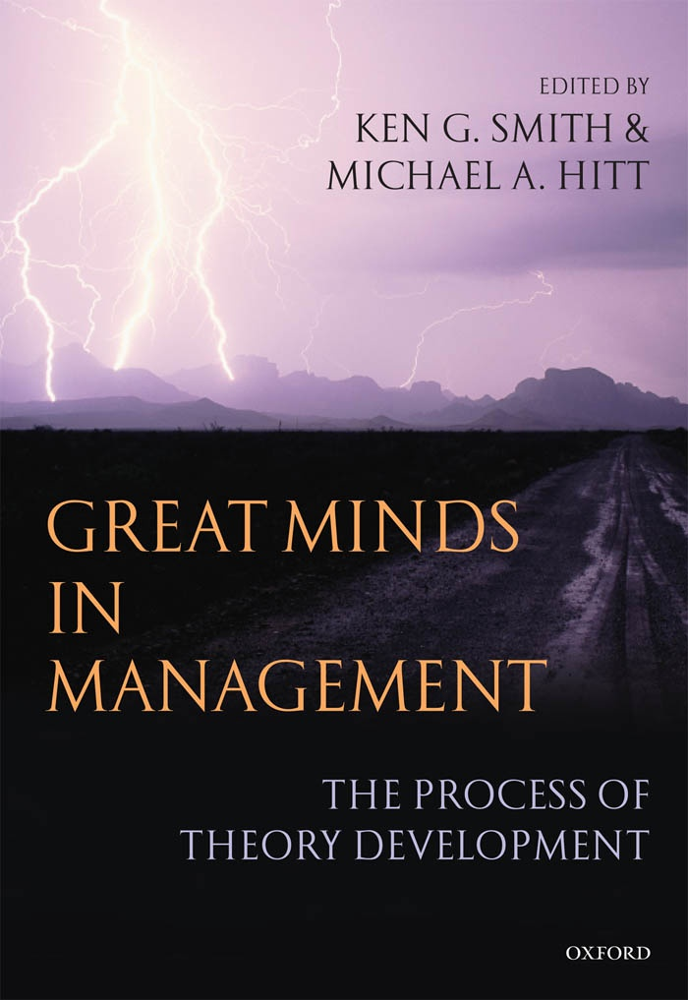 EDITED BY
KEN G. SMITH &
MICHAEL A. HITT
GREAT MINDS
IN
MANAGEMENT
THE PROCESS OF
THEORY DEVELOPMENT
OXFORD